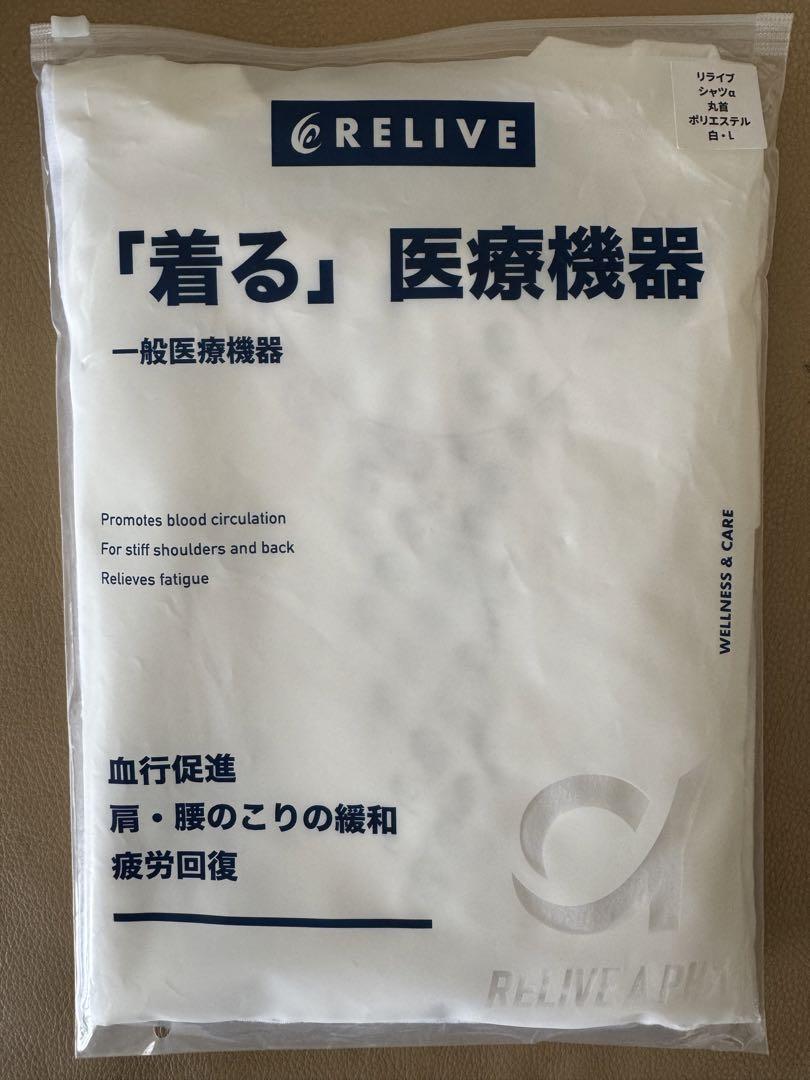 RELIVE
リライブ
シャツα
丸首
ポリエステル
白・L
「着る」医療機器
一般医療機器
Promotes blood circulation
For stiff shoulders and back
Relieves fatigue
WELLNESS & CARE
血行促進
肩・腰のこりの緩和
疲労回復
α
RELIVE ALPHA